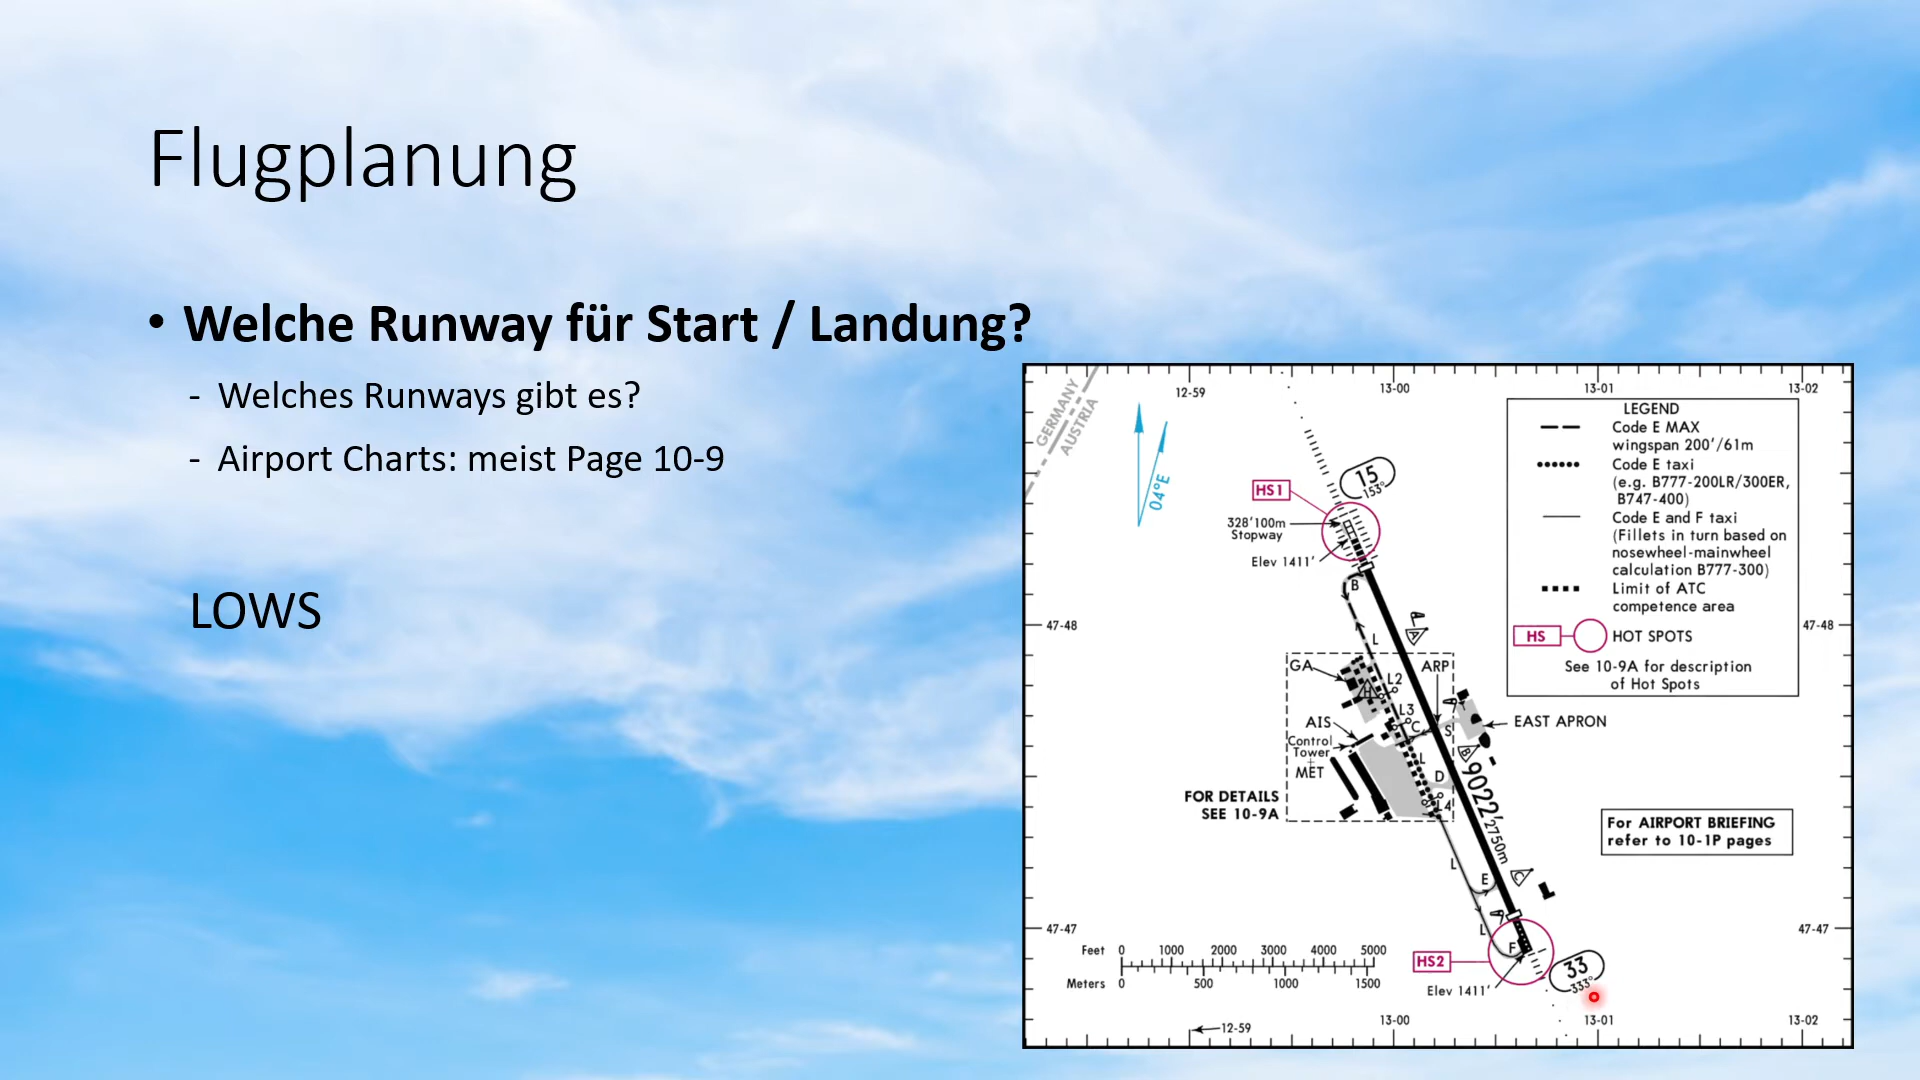 Flugplanung
• Welche Runway für Start / Landung?
- Welches Runways gibt es?
- Airport Charts: meist Page 10-9
LOWS
12-59
13-00
13-01
13-02
GERMANY
AUSTRIA
04°E
LEGEND
Code E MAX
wingspan 200'/61m
Code E taxi
(e.g. B777-200LR/300ER,
B747-400)
Code E and F taxi
(Fillets in turn based on
nosewheel-mainwheel
calculation B777-300)
Limit of ATC
competence area
HS
HOT SPOTS
See 10-9A for description
of Hot Spots
15
153°
HS1
328'100m
Stopway
Elev 1411'
B
A
L
47-48
47-48
GA
ARP
H
L2
L3
C
S
AIS
EAST APRON
Control
Tower
MET
B
L
D
L4
9022'
2750m
FOR DETAILS
SEE 10-9A
For AIRPORT BRIEFING
refer to 10-1P pages
L
E
C
L
47-47
47-47
F
Feet
0
1000
2000
3000
4000
5000
Meters
0
500
1000
1500
HS2
33
333°
Elev 1411'
12-59
13-00
13-01
13-02